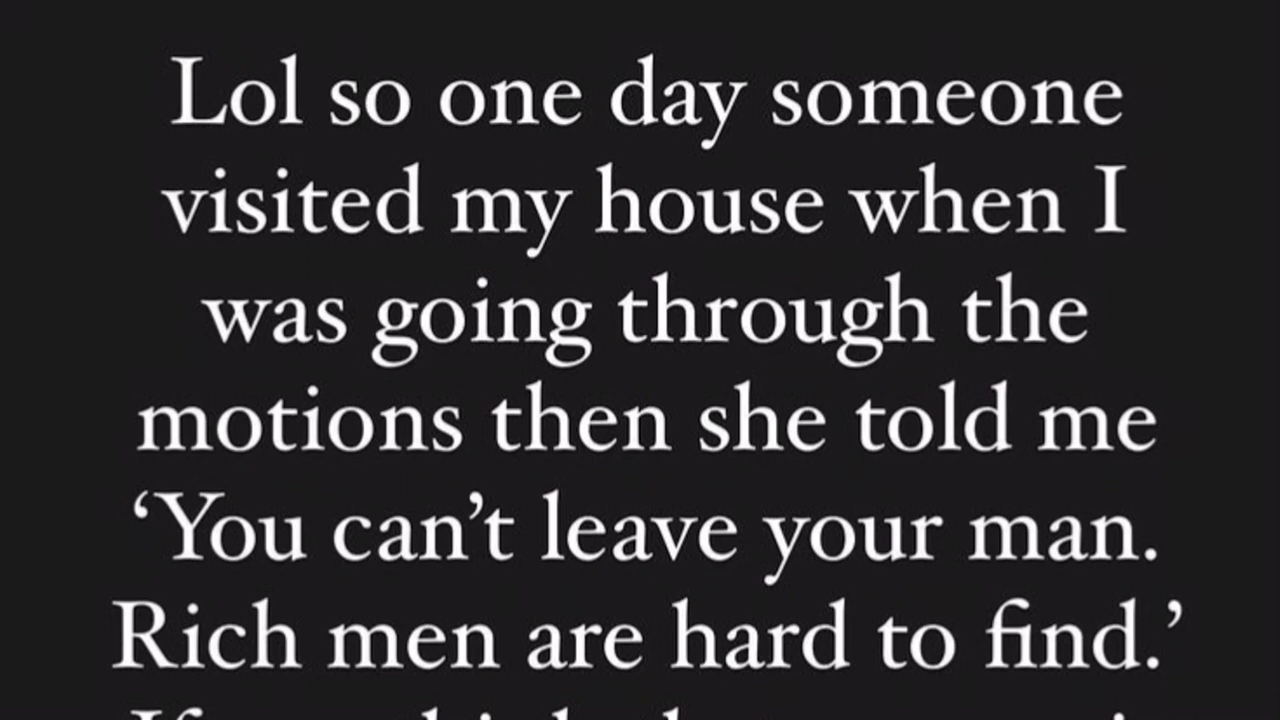 Lol so one day someone
visited my house when I
was going through the
motions then she told me
‘You can’t leave your man.
Rich men are hard to find.’
If